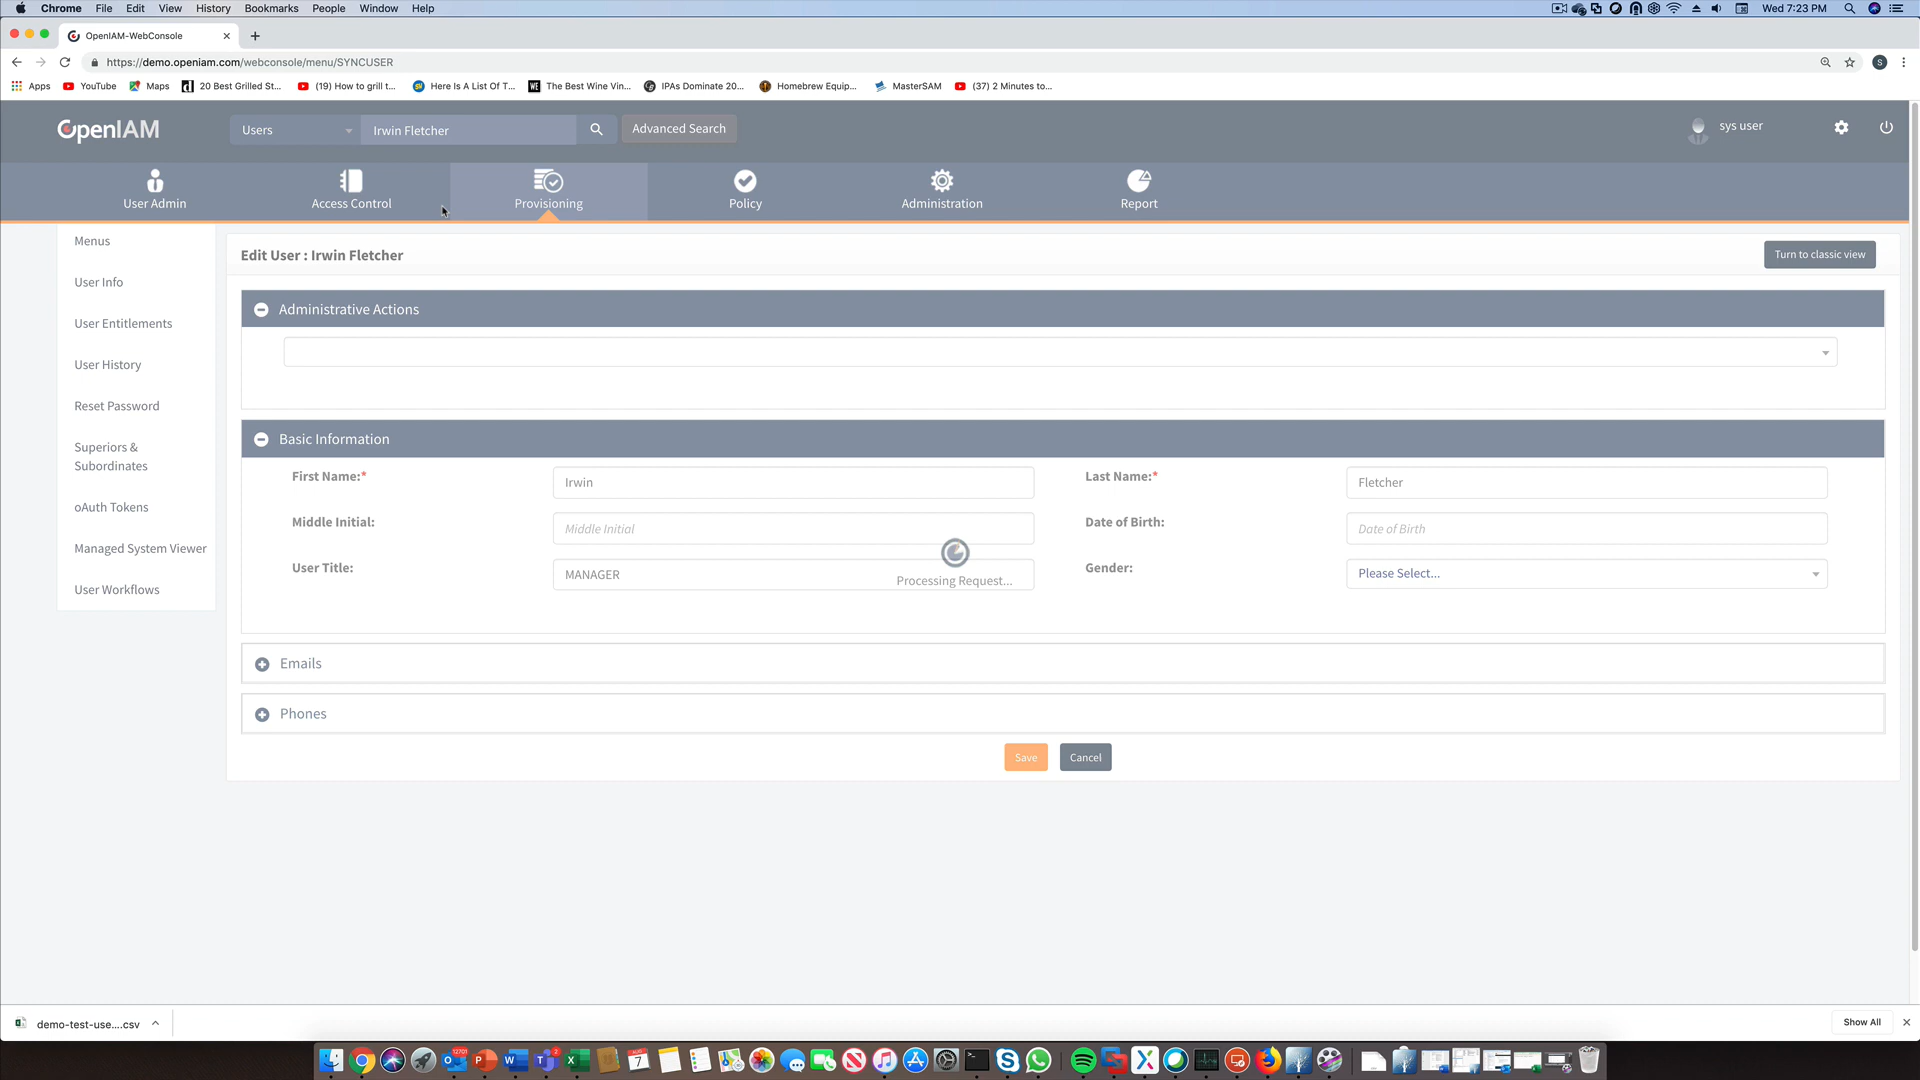 Chrome File Edit View History Bookmarks People Window Help
Wed 7:23 PM
OpenIAM-WebConsole
https://demo.openiam.com/webconsole/menu/SYNCUSER
S
Apps YouTube Maps 20 Best Grilled St... (19) How to grill t... Here Is A List Of T... The Best Wine Vin... IPAs Dominate 20... Homebrew Equip... MasterSAM (37) 2 Minutes to...
OpenIAM
Users
Irwin Fletcher
Advanced Search
sys user
User Admin
Access Control
Provisioning
Policy
Administration
Report
Menus
User Info
User Entitlements
User History
Reset Password
Superiors &
Subordinates
oAuth Tokens
Managed System Viewer
User Workflows
Edit User : Irwin Fletcher
Turn to classic view
Administrative Actions
Basic Information
First Name:* Irwin
Last Name:* Fletcher
Middle Initial: Middle Initial
Date of Birth: Date of Birth
User Title: MANAGER
Gender: Please Select...
Processing Request...
Emails
Phones
Save
Cancel
demo-test-use....csv
Show All